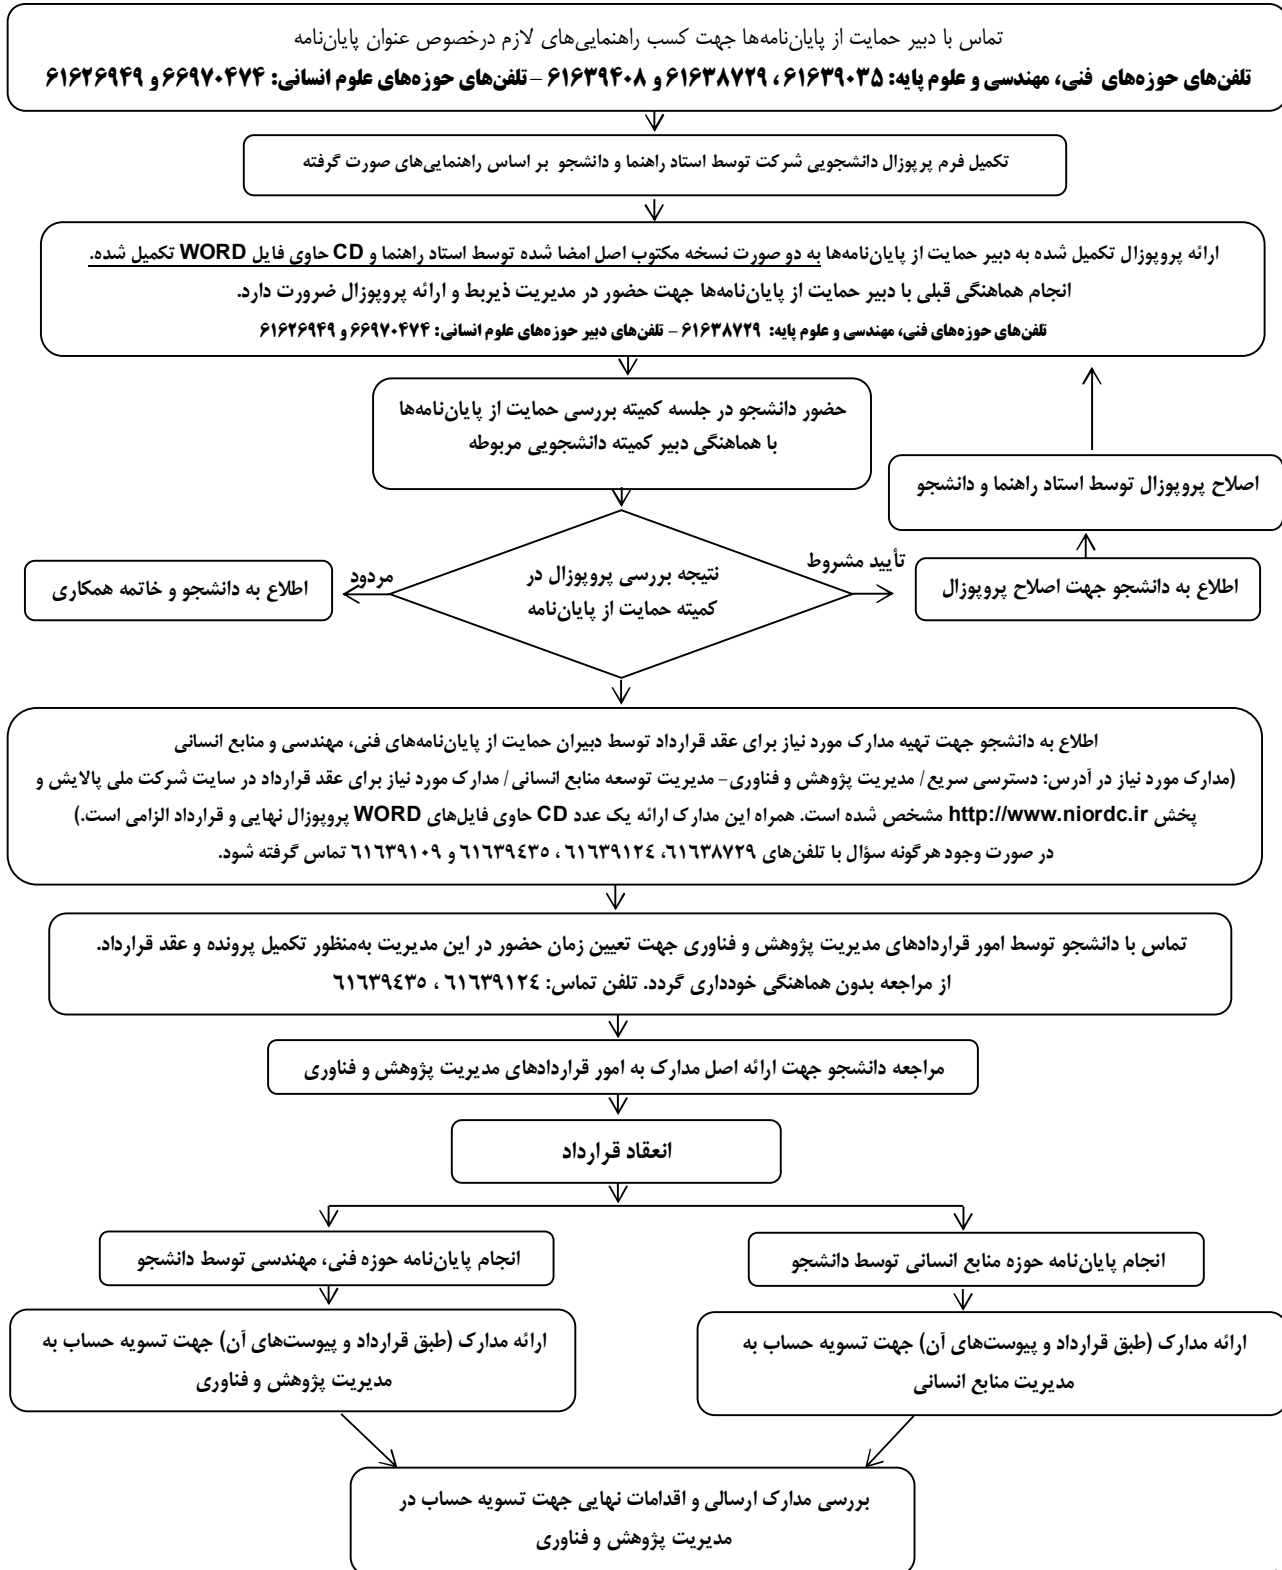 تماس با دبیر حمایت از پایان‌نامه‌ها جهت کسب راهنمایی‌های لازم درخصوص عنوان پایان‌نامه
تلفن‌های حوزه‌های فنی، مهندسی و علوم پایه: ۶۱۶۳۹۰۳۵ ، ۶۱۶۳۸۷۲۹ و ۶۱۶۳۹۴۰۸ – تلفن‌های حوزه‌های علوم انسانی: ۶۶۹۷۰۴۷۴ و ۶۱۶۲۶۹۴۹
تکمیل فرم پرپوزال دانشجویی شرکت توسط استاد راهنما و دانشجو بر اساس راهنمایی‌های صورت گرفته
ارائه پروپوزال تکمیل شده به دبیر حمایت از پایان‌نامه‌ها به دو صورت نسخه مکتوب اصل امضا شده توسط استاد راهنما و CD حاوی فایل WORD تکمیل شده.
انجام هماهنگی قبلی با دبیر حمایت از پایان‌نامه‌ها جهت حضور در مدیریت ذیربط و ارائه پروپوزال ضرورت دارد.
تلفن‌های حوزه‌های فنی، مهندسی و علوم پایه: ۶۱۶۳۸۷۲۹ – تلفن‌های دبیر حوزه‌های علوم انسانی: ۶۶۹۷۰۴۷۴ و ۶۱۶۲۶۹۴۹
حضور دانشجو در جلسه کمیته بررسی حمایت از پایان‌نامه‌ها
با هماهنگی دبیر کمیته دانشجویی مربوطه
اصلاح پروپوزال توسط استاد راهنما و دانشجو
تأیید مشروط
اطلاع به دانشجو جهت اصلاح پروپوزال
نتیجه بررسی پروپوزال در
کمیته حمایت از پایان‌نامه
مردود
اطلاع به دانشجو و خاتمه همکاری
اطلاع به دانشجو جهت تهیه مدارک مورد نیاز برای عقد قرارداد توسط دبیران حمایت از پایان‌نامه‌های فنی، مهندسی و منابع انسانی
(مدارک مورد نیاز در آدرس: دسترسی سریع/ مدیریت پژوهش و فناوری– مدیریت توسعه منابع انسانی/ مدارک مورد نیاز برای عقد قرارداد در سایت شرکت ملی پالایش و
پخش http://www.niordc.ir مشخص شده است. همراه این مدارک ارائه یک عدد CD حاوی فایل‌های WORD پروپوزال نهایی و قرارداد الزامی است.)
در صورت وجود هرگونه سؤال با تلفن‌های ٦١٦٣٨٧٢٩، ٦١٦٣٩١٢٤ ، ٦١٦٣٩٤٣٥ و ٦١٦٣٩١٠٩ تماس گرفته شود.
تماس با دانشجو توسط امور قراردادهای مدیریت پژوهش و فناوری جهت تعیین زمان حضور در این مدیریت به‌منظور تکمیل پرونده و عقد قرارداد.
از مراجعه بدون هماهنگی خودداری گردد. تلفن تماس: ٦١٦٣٩١٢٤ ، ٦١٦٣٩٤٣٥
مراجعه دانشجو جهت ارائه اصل مدارک به امور قراردادهای مدیریت پژوهش و فناوری
انعقاد قرارداد
انجام پایان‌نامه حوزه منابع انسانی توسط دانشجو
انجام پایان‌نامه حوزه فنی، مهندسی توسط دانشجو
ارائه مدارک (طبق قرارداد و پیوست‌های آن) جهت تسویه حساب به
مدیریت منابع انسانی
ارائه مدارک (طبق قرارداد و پیوست‌های آن) جهت تسویه حساب به
مدیریت پژوهش و فناوری
بررسی مدارک ارسالی و اقدامات نهایی جهت تسویه حساب در
مدیریت پژوهش و فناوری